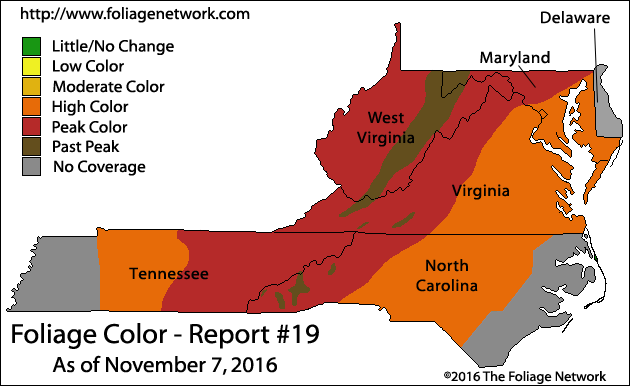 http://www.foliagenetwork.com
Delaware
Little/No Change
Low Color
Moderate Color
High Color
Peak Color
Past Peak
No Coverage
Maryland
West
Virginia
Virginia
Tennessee
North
Carolina
Foliage Color - Report #19
As of November 7, 2016
©2016 The Foliage Network